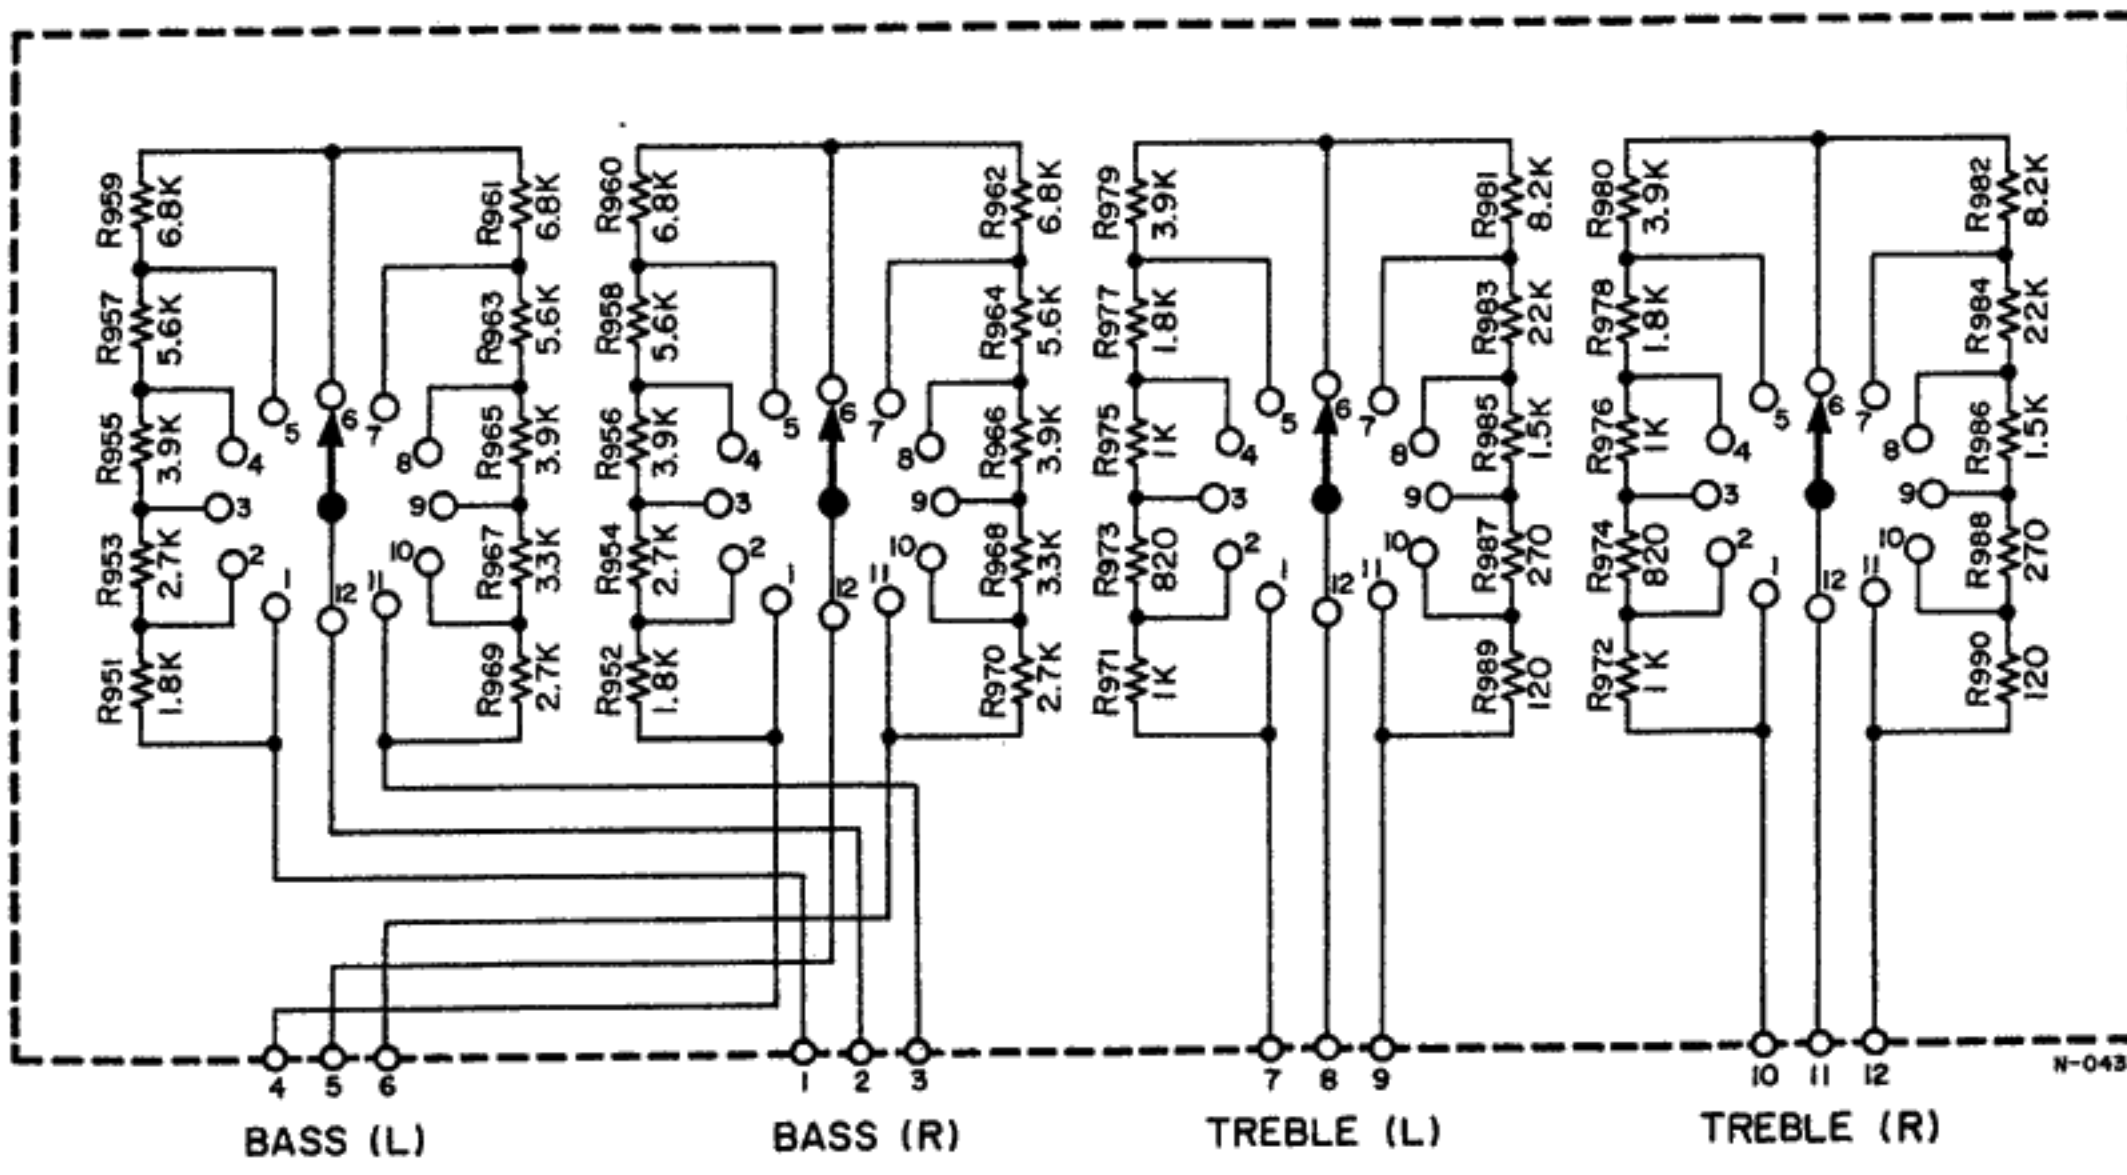 R959 6.8K
R957 5.6K
R955 3.9K
R953 2.7K
R951 1.8K
5
6
7
4
8
3
9
2
10
1
12
11
R961 6.8K
R963 5.6K
R965 3.9K
R967 3.3K
R969 2.7K
R960 6.8K
R958 5.6K
R956 3.9K
R954 2.7K
R952 1.8K
5
6
7
4
8
3
9
2
10
1
12
11
R962 6.8K
R964 5.6K
R966 3.9K
R968 3.3K
R970 2.7K
R979 3.9K
R977 1.8K
R975 1K
R973 820
R971 1K
5
6
7
4
8
3
9
2
10
1
12
11
R981 8.2K
R983 22K
R985 1.5K
R987 270
R989 120
R980 3.9K
R978 1.8K
R976 1K
R974 820
R972 1K
5
6
7
4
8
3
9
2
10
1
12
11
R982 8.2K
R984 22K
R986 1.5K
R988 270
R990 120
N-043
4 5 6 1 2 3 7 8 9 10 11 12
BASS (L) BASS (R) TREBLE (L) TREBLE (R)